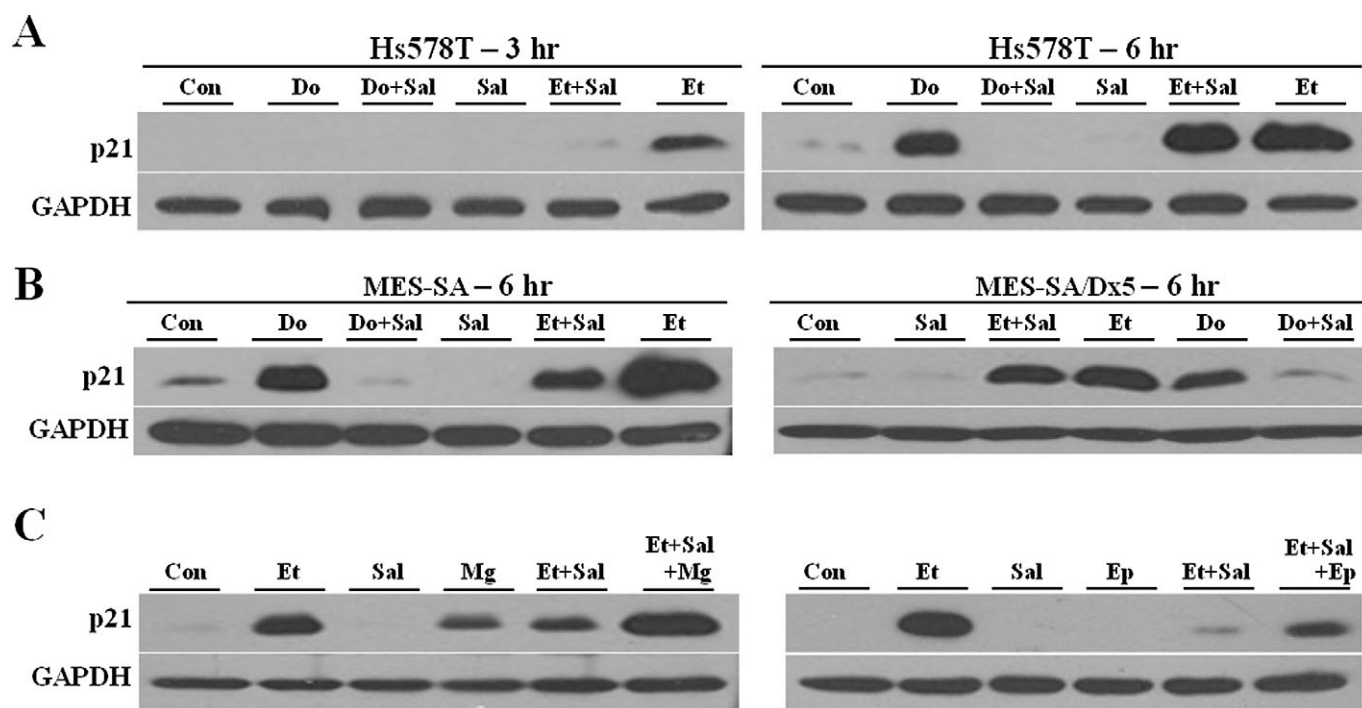 A
Hs578T – 3 hr
Hs578T – 6 hr
Con Do Do+Sal Sal Et+Sal Et
Con Do Do+Sal Sal Et+Sal Et
p21
GAPDH
B
MES-SA – 6 hr
MES-SA/Dx5 – 6 hr
Con Do Do+Sal Sal Et+Sal Et
Con Sal Et+Sal Et Do Do+Sal
p21
GAPDH
C
Con Et Sal Mg Et+Sal Et+Sal
+Mg
Con Et Sal Ep Et+Sal Et+Sal
+Ep
p21
GAPDH